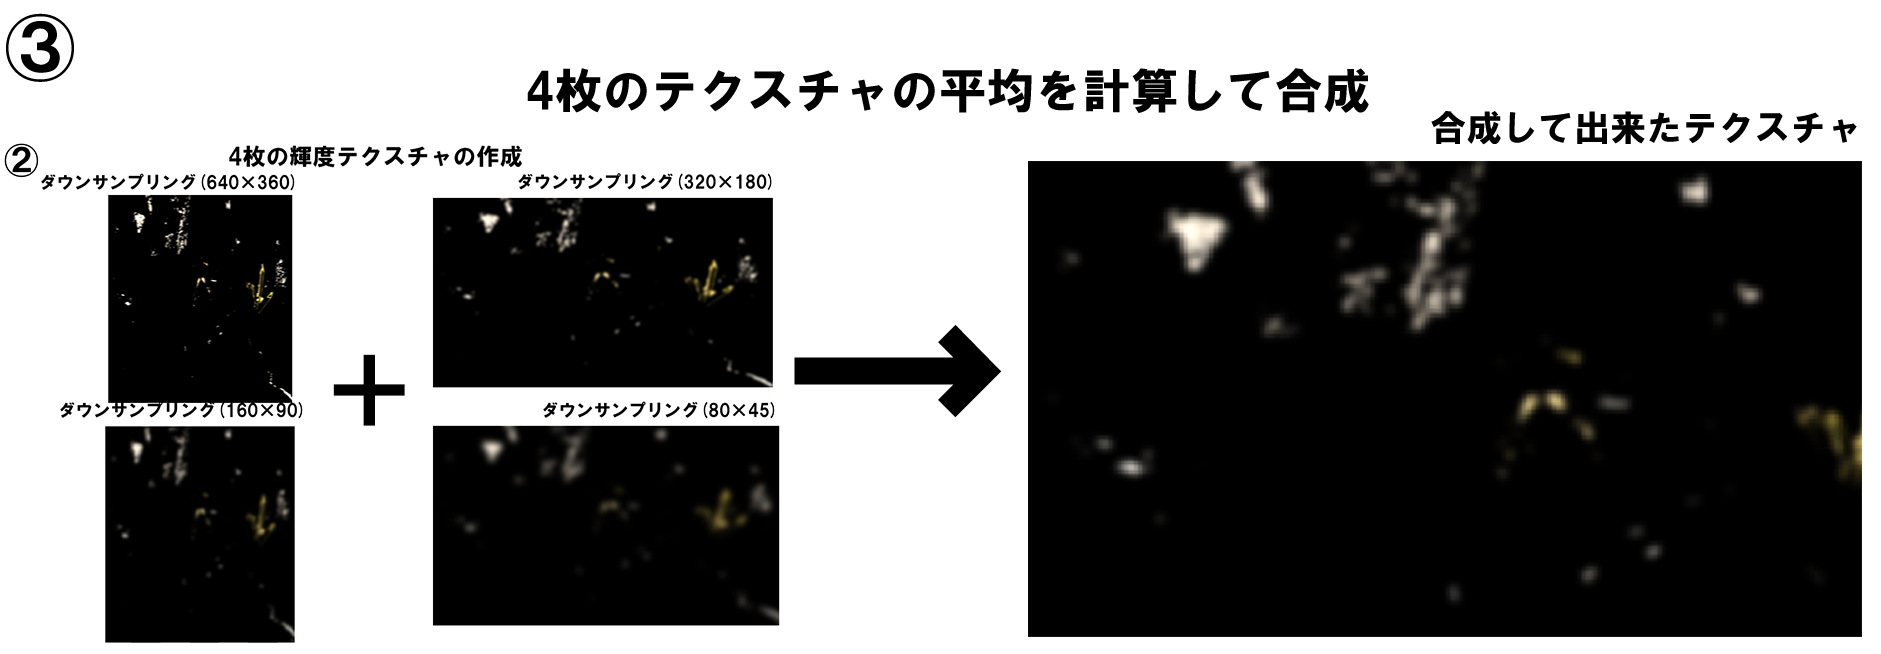 ③
4枚のテクスチャの平均を計算して合成
合成して出来たテクスチャ
②
4枚の輝度テクスチャの作成
ダウンサンプリング(640×360)
ダウンサンプリング(320×180)
ダウンサンプリング(160×90)
ダウンサンプリング(80×45)